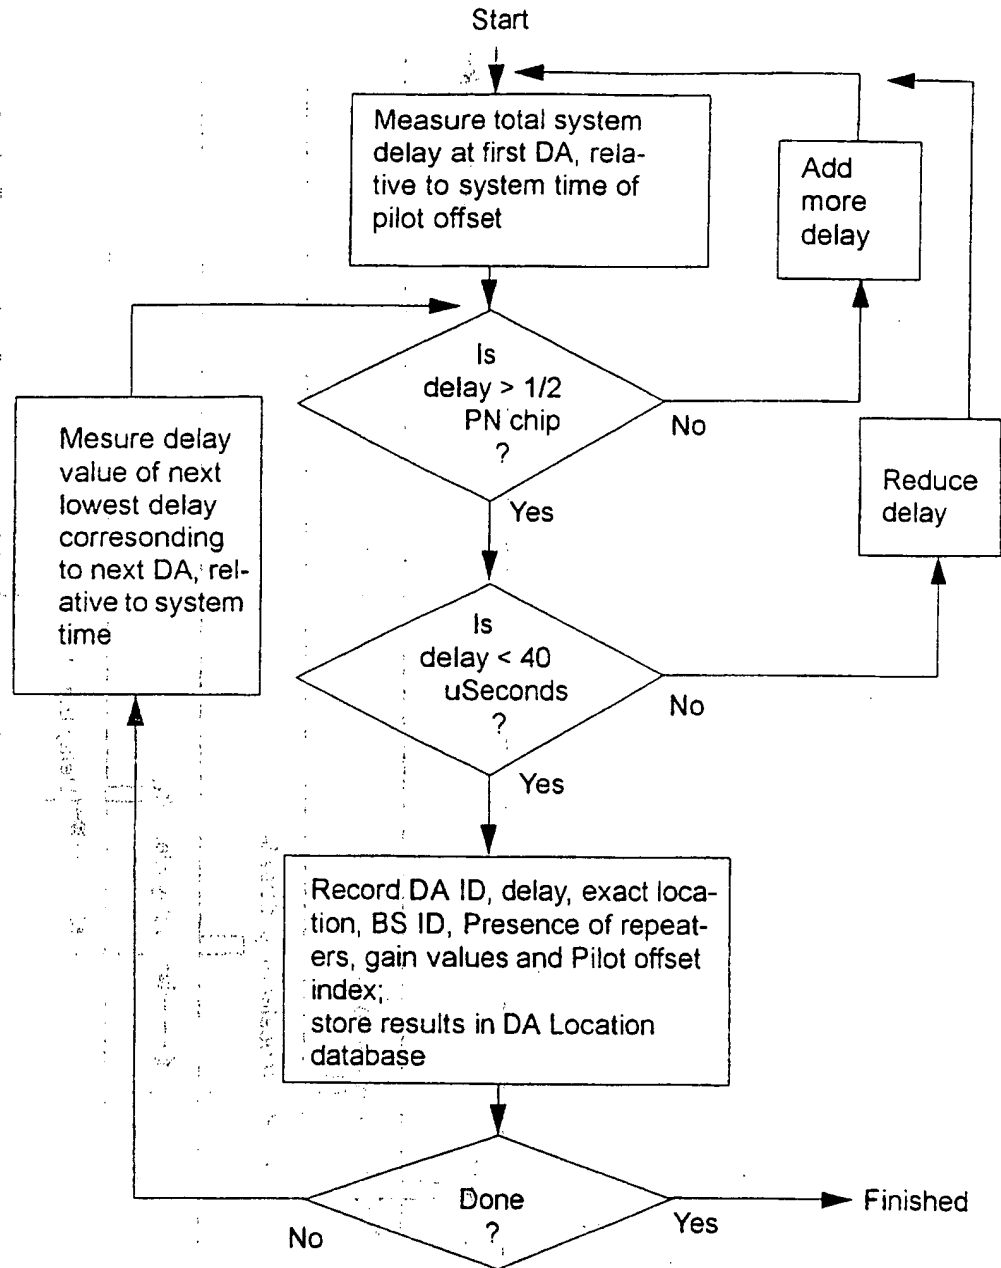 Start
Measure total system
delay at first DA, rela-
tive to system time of
pilot offset
Add
more
delay
Is
delay > 1/2
PN chip
?
No
Yes
Mesure delay
value of next
lowest delay
corresonding
to next DA, rel-
ative to system
time
Reduce
delay
Is
delay < 40
uSeconds
?
No
Yes
Record DA ID, delay, exact loca-
tion, BS ID, Presence of repeat-
ers, gain values and Pilot offset
index;
store results in DA Location
database
Done
?
No
Yes
Finished